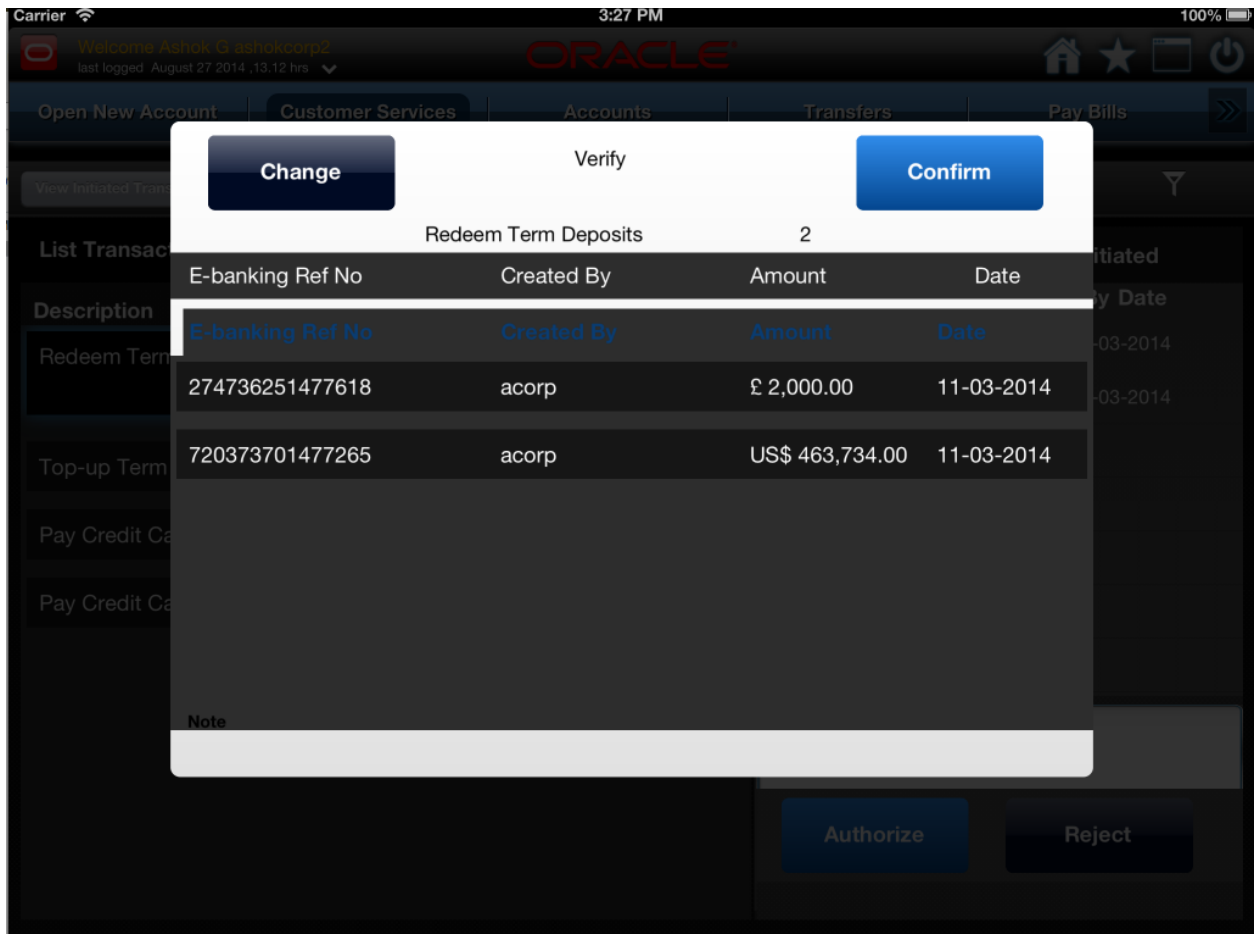 Carrier 3:27 PM 100%
Welcome Ashok G ashokcorp2
last logged August 27 2014 ,13.12 hrs
ORACLE
Open New Account Customer Services Accounts Transfers Pay Bills
Change Verify Confirm
View Initiated Trans
Redeem Term Deposits 2
List Transac itiated
E-banking Ref No Created By Amount Date
Description y Date
E-banking Ref No Created By Amount Date
Redeem Term -03-2014
274736251477618 acorp £ 2,000.00 11-03-2014
-03-2014
720373701477265 acorp US$ 463,734.00 11-03-2014
Top-up Term
Pay Credit Ca
Pay Credit Ca
Note
Authorize Reject